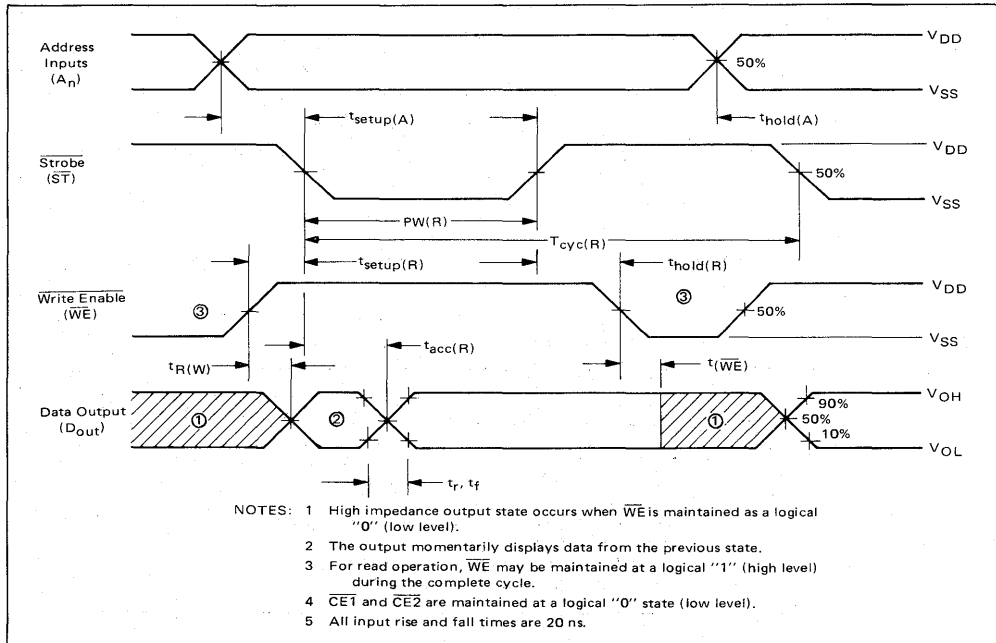 Address
Inputs
(An)
VDD
50%
VSS
tsetup(A)
thold(A)
Strobe
(ST)
VDD
50%
VSS
PW(R)
Tcyc(R)
tsetup(R)
thold(R)
Write Enable
(WE)
③
③
VDD
50%
VSS
tR(W)
tacc(R)
t(WE)
Data Output
(Dout)
①
②
①
VOH
90%
50%
10%
VOL
tr, tf
NOTES: 1 High impedance output state occurs when WE is maintained as a logical
"0" (low level).
2 The output momentarily displays data from the previous state.
3 For read operation, WE may be maintained at a logical "1" (high level)
during the complete cycle.
4 CE1 and CE2 are maintained at a logical "0" state (low level).
5 All input rise and fall times are 20 ns.